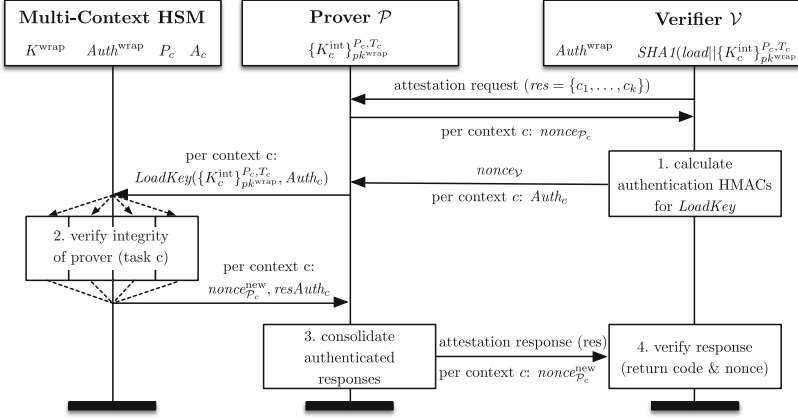 Multi-Context HSM
K^wrap Auth^wrap P_c A_c
Prover 𝒫
{K_c^int}_{pk^wrap}^{P_c,T_c}
Verifier 𝒱
Auth^wrap SHA1(load||{K_c^int}_{pk^wrap}^{P_c,T_c}
attestation request (res = {c_1, . . . , c_k})
per context c: nonce_{𝒫_c}
per context c:
LoadKey({K_c^int}_{pk^wrap}^{P_c,T_c}, Auth_c)
nonce_𝒱
per context c: Auth_c
1. calculate
authentication HMACs
for LoadKey
2. verify integrity
of prover (task c)
per context c:
nonce_{𝒫_c}^new, resAuth_c
3. consolidate
authenticated
responses
attestation response (res)
per context c: nonce_{𝒫_c}^new
4. verify response
(return code & nonce)